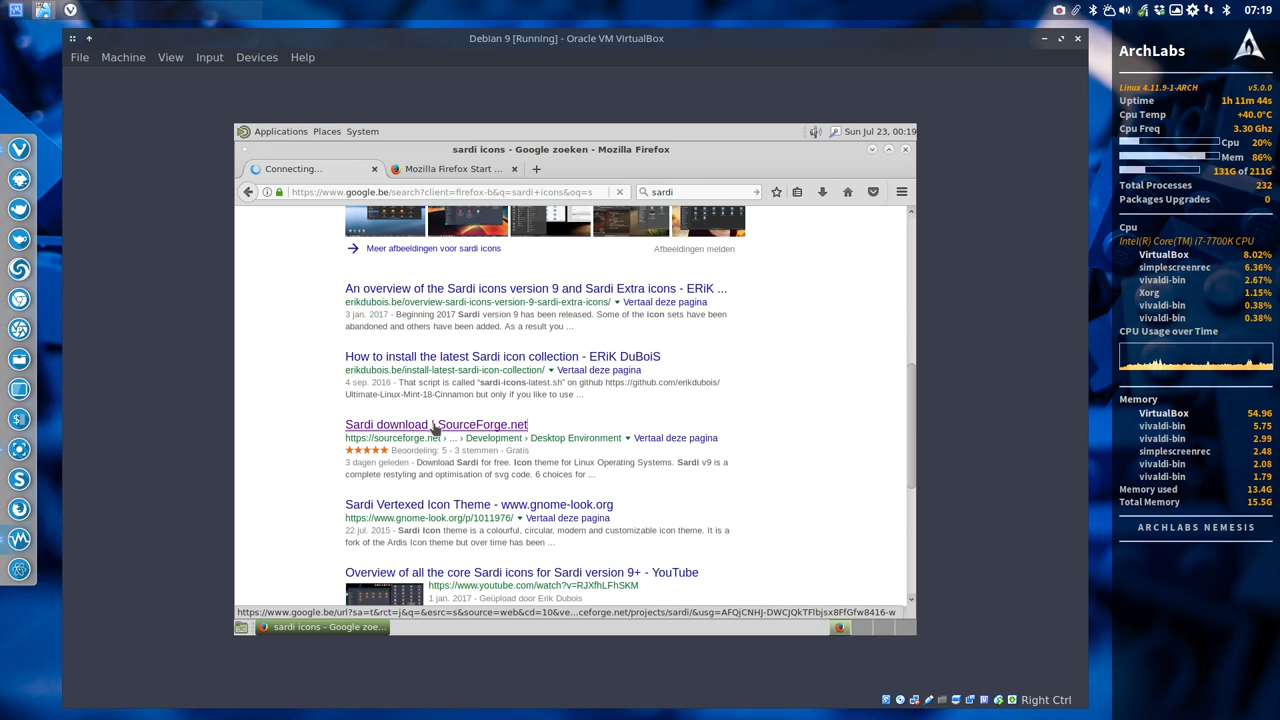 07:19
Debian 9 [Running] - Oracle VM VirtualBox
File Machine View Input Devices Help
Applications Places System
Sun Jul 23, 00:19
sardi icons - Google zoeken - Mozilla Firefox
Connecting...
Mozilla Firefox Start ...
https://www.google.be/search?client=firefox-b&q=sardi+icons&oq=s
sardi
Meer afbeeldingen voor sardi icons
Afbeeldingen melden
An overview of the Sardi icons version 9 and Sardi Extra icons - ERiK ...
erikdubois.be/overview-sardi-icons-version-9-sardi-extra-icons/ Vertaal deze pagina
3 jan. 2017 - Beginning 2017 Sardi version 9 has been released. Some of the icon sets have been
abandoned and others have been added. As a result you ...
How to install the latest Sardi icon collection - ERiK DuBoiS
erikdubois.be/install-latest-sardi-icon-collection/ Vertaal deze pagina
4 sep. 2016 - That script is called “sardi-icons-latest.sh” on github https://github.com/erikdubois/
Ultimate-Linux-Mint-18-Cinnamon but only if you like to use ...
Sardi download | SourceForge.net
https://sourceforge.net › ... › Development › Desktop Environment Vertaal deze pagina
Beoordeling: 5 - 3 stemmen - Gratis
3 dagen geleden - Download Sardi for free. Icon theme for Linux Operating Systems. Sardi v9 is a
complete restyling and optimisation of svg code. 6 choices for ...
Sardi Vertexed Icon Theme - www.gnome-look.org
https://www.gnome-look.org/p/1011976/ Vertaal deze pagina
22 jul. 2015 - Sardi Icon theme is a colourful, circular, modern and customizable icon theme. It is a
fork of the Ardis Icon theme but over time has been ...
Overview of all the core Sardi icons for Sardi version 9+ - YouTube
https://www.youtube.com/watch?v=RJXfhLFhSKM
1 jan. 2017 - Geüpload door Erik Dubois
sardi icons - Google zoe...
Right Ctrl
ArchLabs
Linux 4.11.9-1-ARCH v5.0.0
Uptime 1h 11m 44s
Cpu Temp +40.0°C
Cpu Freq 3.30 Ghz
Cpu 20%
Mem 86%
131G of 211G
Total Processes 232
Packages Upgrades 0
Cpu
Intel(R) Core(TM) i7-7700K CPU
VirtualBox 8.02%
simplescreenrec 6.36%
vivaldi-bin 2.67%
Xorg 1.15%
vivaldi-bin 0.38%
vivaldi-bin 0.38%
CPU Usage over Time
Memory
VirtualBox 54.96
vivaldi-bin 5.75
vivaldi-bin 2.99
simplescreenrec 2.48
vivaldi-bin 2.08
vivaldi-bin 1.79
Memory used 13.4G
Total Memory 15.5G
ARCHLABS NEMESIS